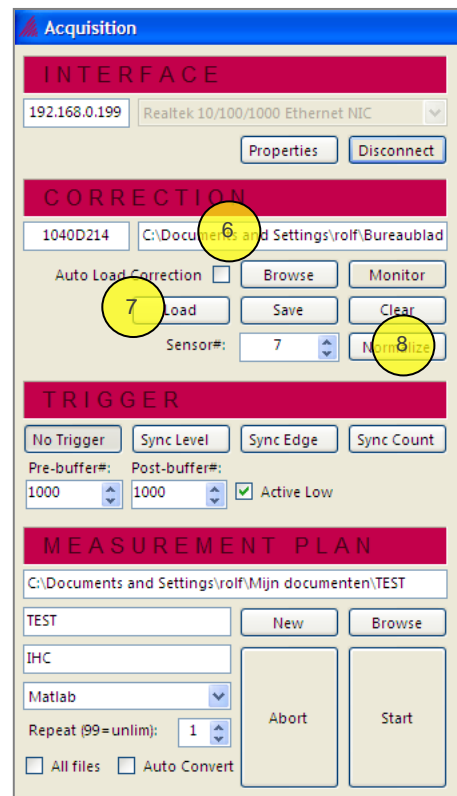 Acquisition
INTERFACE
192.168.0.199 Realtek 10/100/1000 Ethernet NIC
Properties Disconnect
CORRECTION
1040D214 C:\Documents and Settings\rolf\Bureaublad
6
Auto Load Correction Browse Monitor
7 Load Save Clear
Sensor#: 7 Normalize 8
TRIGGER
No Trigger Sync Level Sync Edge Sync Count
Pre-buffer#: Post-buffer#:
1000 1000 Active Low
MEASUREMENT PLAN
C:\Documents and Settings\rolf\Mijn documenten\TEST
TEST New Browse
IHC
Matlab
Repeat (99=unlim): 1 Abort Start
All files Auto Convert